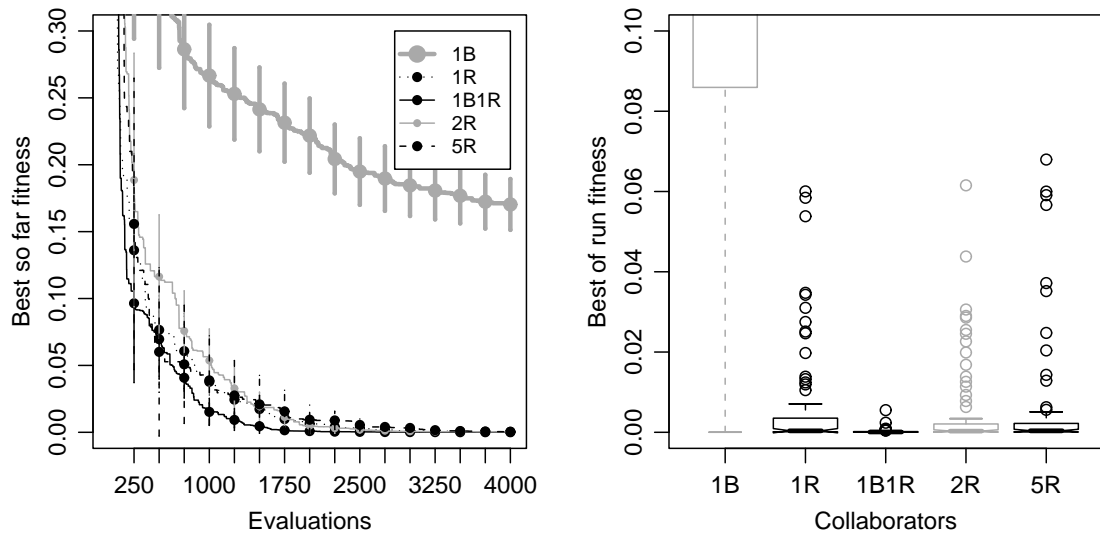 Best so far fitness
0.30
0.25
0.20
0.15
0.10
0.05
0.00
1B
1R
1B1R
2R
5R
250 1000 1750 2500 3250 4000
Evaluations
Best of run fitness
0.10
0.08
0.06
0.04
0.02
0.00
1B 1R 1B1R 2R 5R
Collaborators